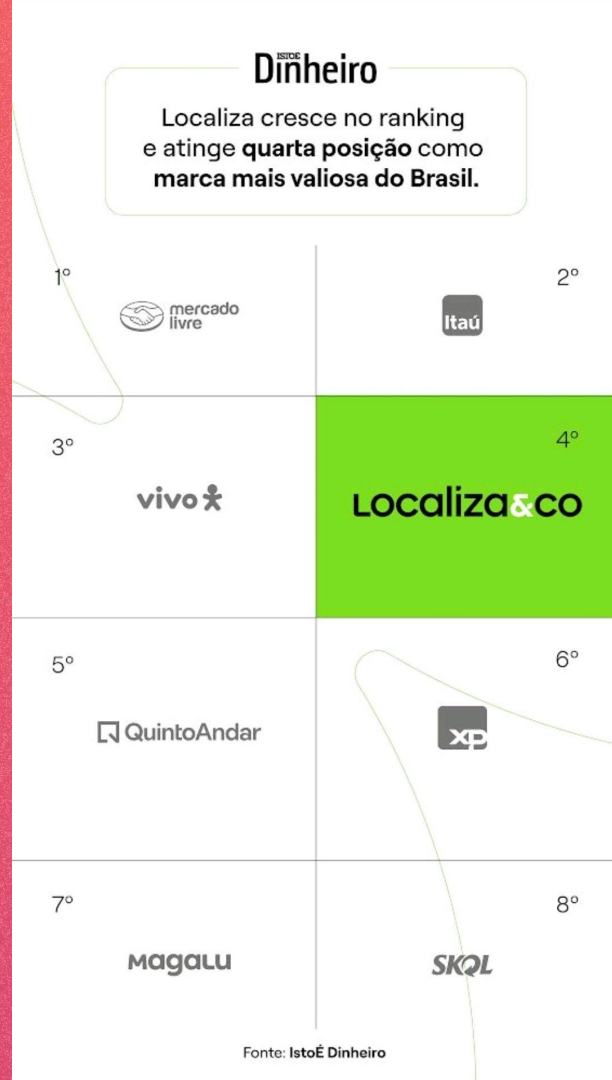 ISTOÉ
Dinheiro
Localiza cresce no ranking
e atinge quarta posição como
marca mais valiosa do Brasil.
1º
mercado
livre
2º
Itaú
3º
vivo
4º
Localiza&co
5º
QuintoAndar
6º
xp
7º
Magalu
8º
SKOL
Fonte: IstoÉ Dinheiro